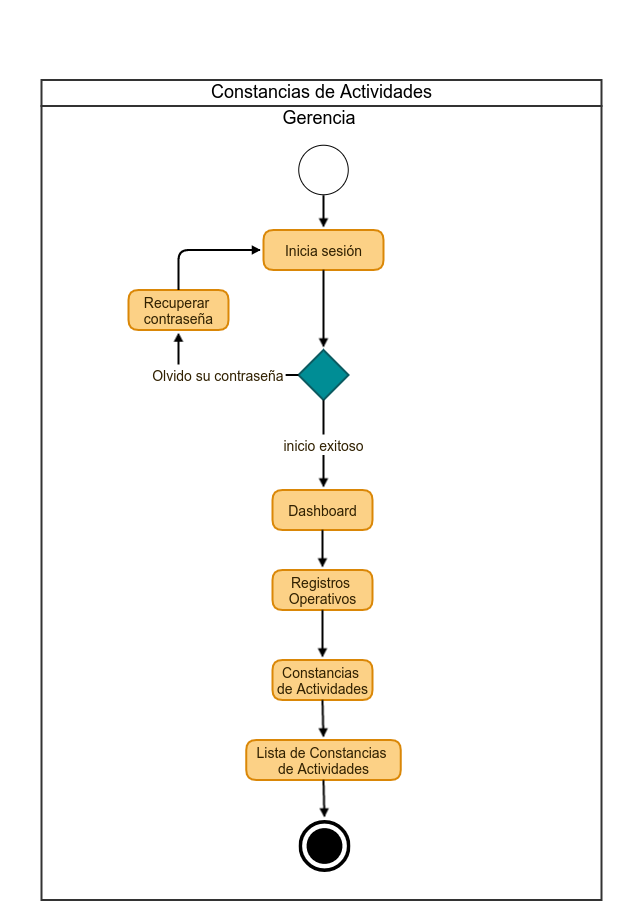 Constancias de Actividades
Gerencia
Inicia sesión
Recuperar
contraseña
Olvido su contraseña
inicio exitoso
Dashboard
Registros
Operativos
Constancias
de Actividades
Lista de Constancias
de Actividades